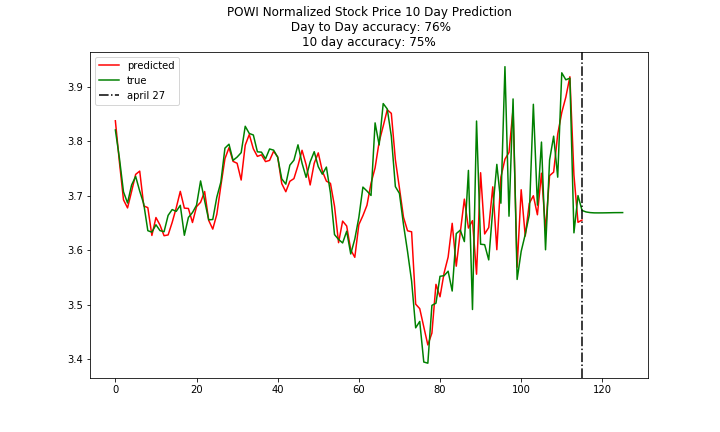 POWI Normalized Stock Price 10 Day Prediction
Day to Day accuracy: 76%
10 day accuracy: 75%
predicted
true
april 27
3.9
3.8
3.7
3.6
3.5
3.4
0 20 40 60 80 100 120